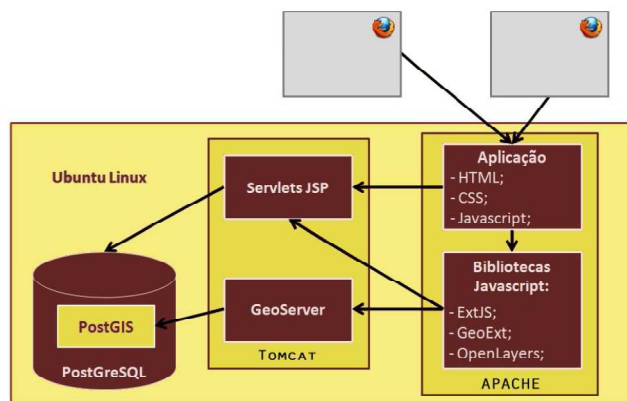 Ubuntu Linux
Servlets JSP
GeoServer
TOMCAT
PostGIS
PostGreSQL
Aplicação
- HTML;
- CSS;
- Javascript;
Bibliotecas
Javascript:
- ExtJS;
- GeoExt;
- OpenLayers;
APACHE